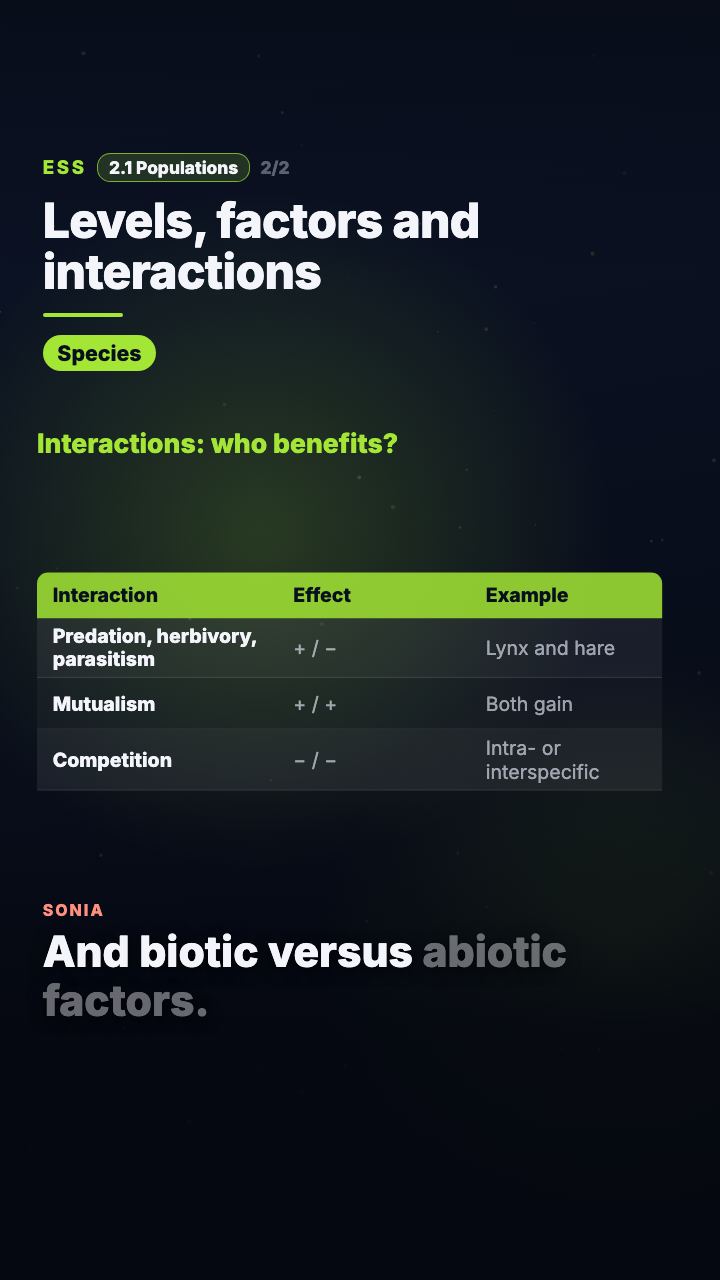 ESS 2.1 Populations 2/2
Levels, factors and
interactions
Species
Interactions: who benefits?
Interaction Effect Example
Predation, herbivory,
parasitism + / − Lynx and hare
Mutualism + / + Both gain
Competition − / − Intra- or
interspecific
SONIA
And biotic versus abiotic
factors.